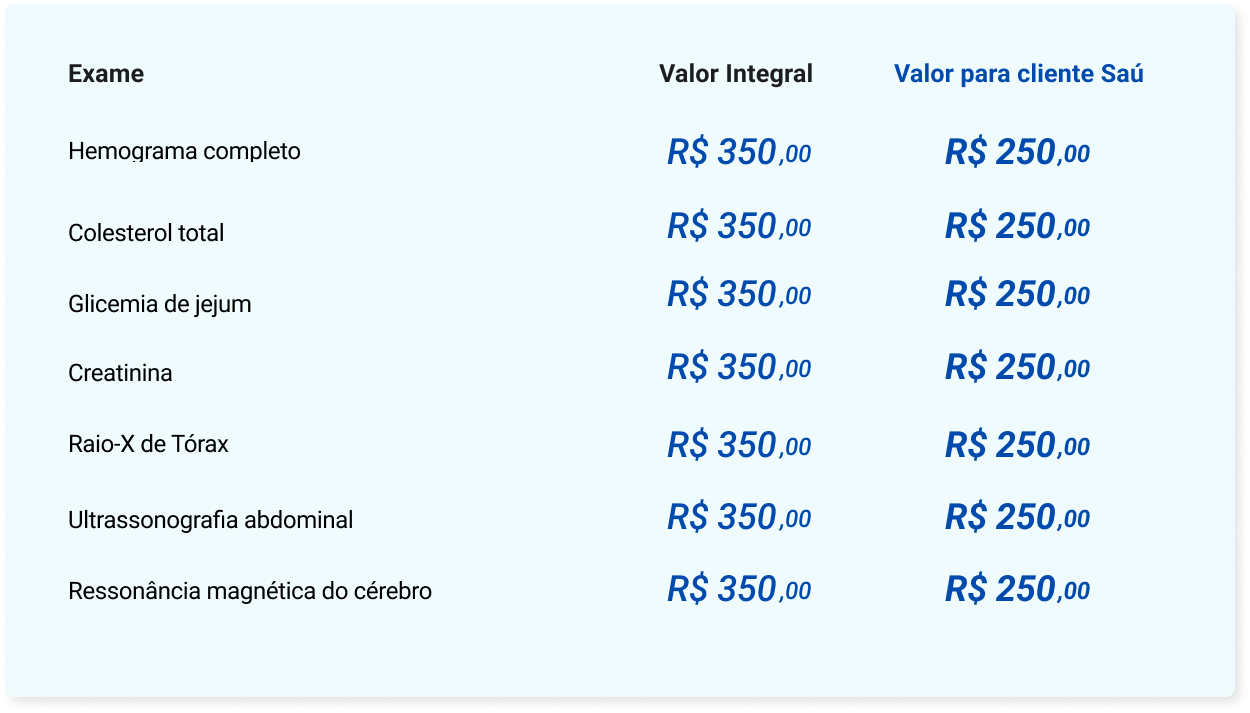 Exame Valor Integral Valor para cliente Saú
Hemograma completo R$ 350,00 R$ 250,00
Colesterol total R$ 350,00 R$ 250,00
Glicemia de jejum R$ 350,00 R$ 250,00
Creatinina R$ 350,00 R$ 250,00
Raio-X de Tórax R$ 350,00 R$ 250,00
Ultrassonografia abdominal R$ 350,00 R$ 250,00
Ressonância magnética do cérebro R$ 350,00 R$ 250,00